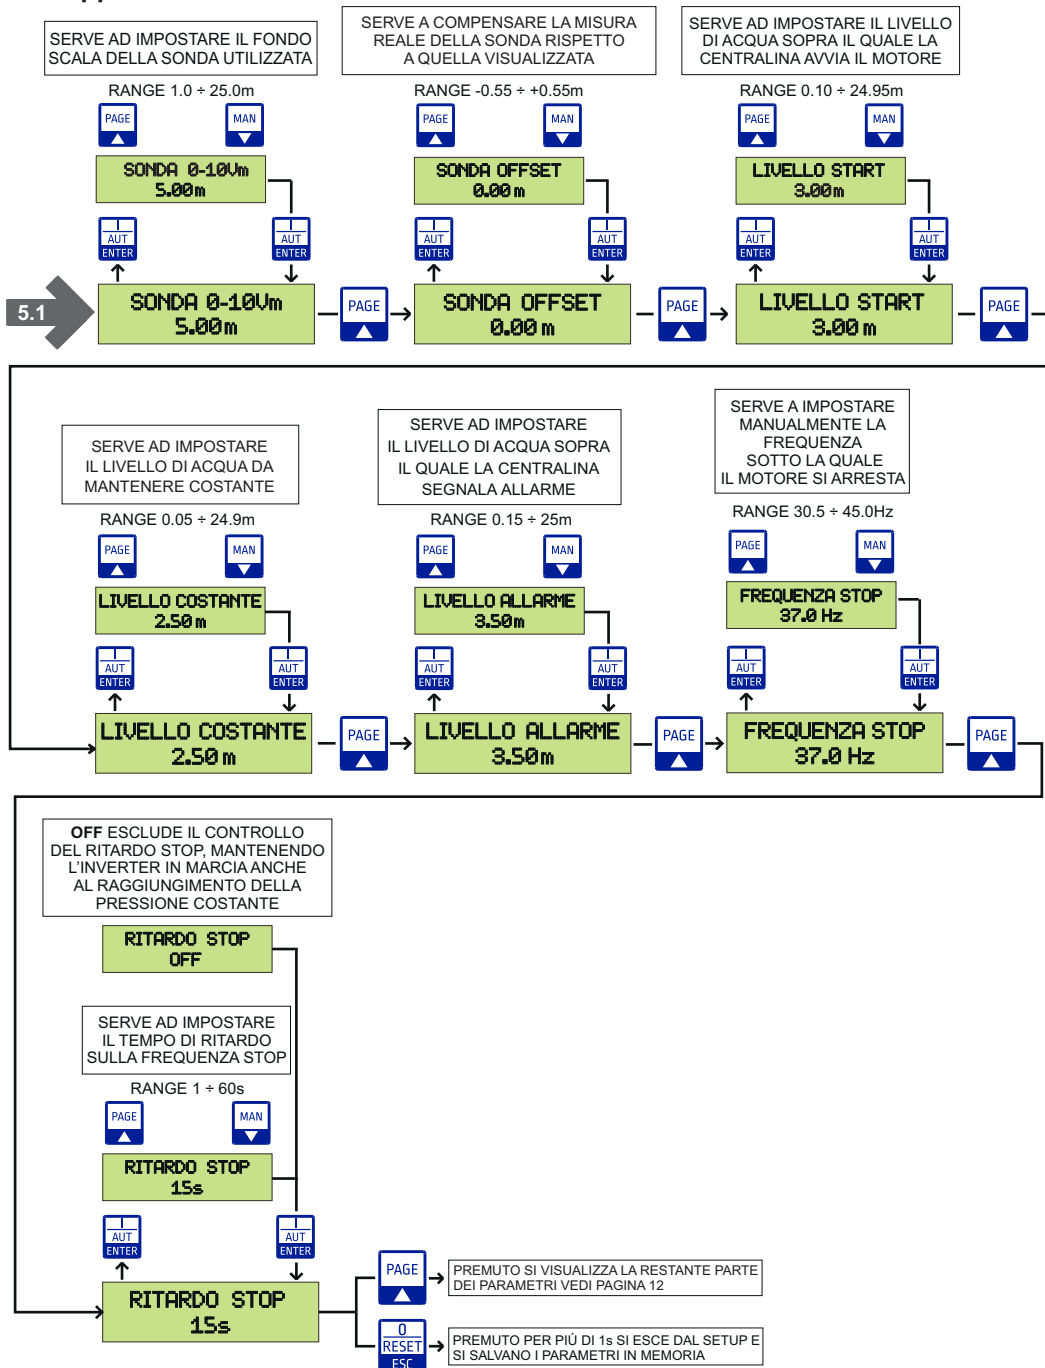 SERVE AD IMPOSTARE IL FONDO
SCALA DELLA SONDA UTILIZZATA
RANGE 1.0 ÷ 25.0m
PAGE
MAN
SONDA 0-10Vm
5.00m
AUT
ENTER
AUT
ENTER
5.1
SONDA 0-10Vm
5.00m
PAGE
SERVE A COMPENSARE LA MISURA
REALE DELLA SONDA RISPETTO
A QUELLA VISUALIZZATA
RANGE -0.55 ÷ +0.55m
PAGE
MAN
SONDA OFFSET
0.00 m
AUT
ENTER
AUT
ENTER
SONDA OFFSET
0.00 m
PAGE
SERVE AD IMPOSTARE IL LIVELLO
DI ACQUA SOPRA IL QUALE LA
CENTRALINA AVVIA IL MOTORE
RANGE 0.10 ÷ 24.95m
PAGE
MAN
LIVELLO START
3.00m
AUT
ENTER
AUT
ENTER
LIVELLO START
3.00 m
PAGE
SERVE AD IMPOSTARE
IL LIVELLO DI ACQUA DA
MANTENERE COSTANTE
RANGE 0.05 ÷ 24.9m
PAGE
MAN
LIVELLO COSTANTE
2.50 m
AUT
ENTER
AUT
ENTER
LIVELLO COSTANTE
2.50 m
PAGE
SERVE AD IMPOSTARE
IL LIVELLO DI ACQUA SOPRA
IL QUALE LA CENTRALINA
SEGNALA ALLARME
RANGE 0.15 ÷ 25m
PAGE
MAN
LIVELLO ALLARME
3.50m
AUT
ENTER
AUT
ENTER
LIVELLO ALLARME
3.50m
PAGE
SERVE A IMPOSTARE
MANUALMENTE LA
FREQUENZA
SOTTO LA QUALE
IL MOTORE SI ARRESTA
RANGE 30.5 ÷ 45.0Hz
PAGE
MAN
FREQUENZA STOP
37.0 Hz
AUT
ENTER
AUT
ENTER
FREQUENZA STOP
37.0 Hz
PAGE
OFF ESCLUDE IL CONTROLLO
DEL RITARDO STOP, MANTENENDO
L'INVERTER IN MARCIA ANCHE
AL RAGGIUNGIMENTO DELLA
PRESSIONE COSTANTE
RITARDO STOP
OFF
SERVE AD IMPOSTARE
IL TEMPO DI RITARDO
SULLA FREQUENZA STOP
RANGE 1 ÷ 60s
PAGE
MAN
RITARDO STOP
15s
AUT
ENTER
AUT
ENTER
RITARDO STOP
15s
PAGE
PREMUTO SI VISUALIZZA LA RESTANTE PARTE
DEI PARAMETRI VEDI PAGINA 12
0
RESET
ESC
PREMUTO PER PIÚ DI 1s SI ESCE DAL SETUP E
SI SALVANO I PARAMETRI IN MEMORIA